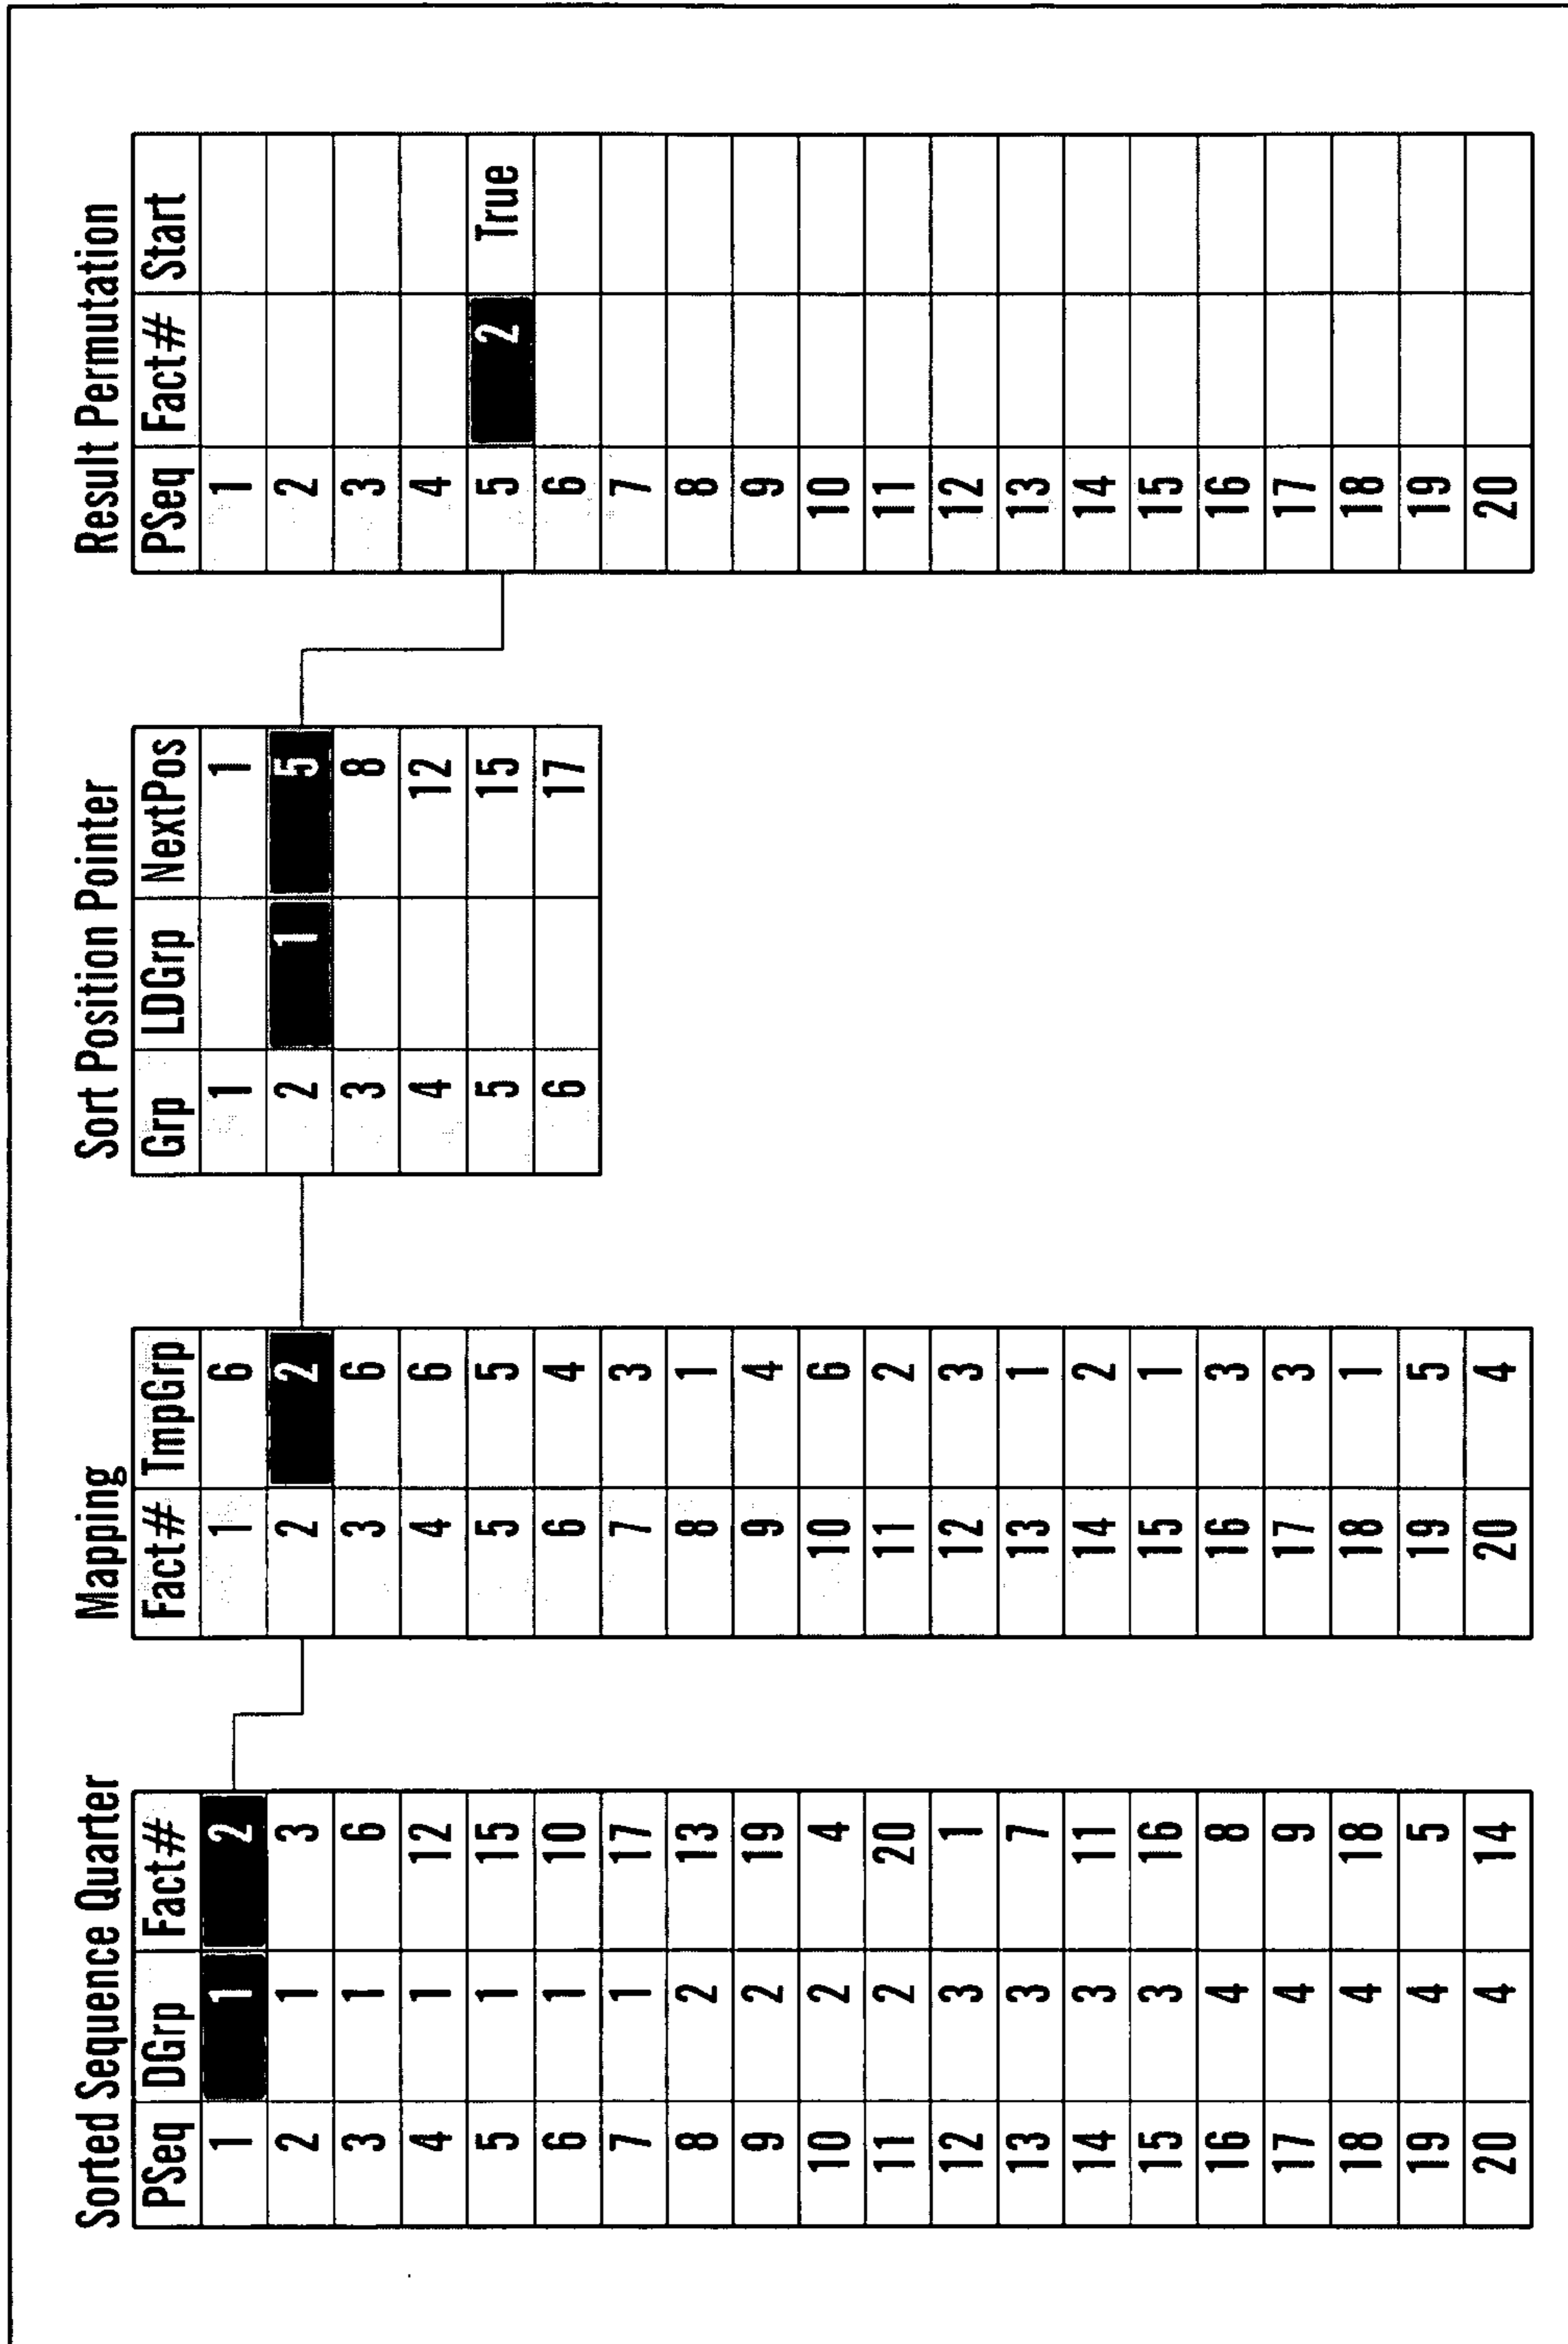 Sorted Sequence Quarter
PSeq DGrp Fact#
1 1 2
2 1 3
3 1 6
4 1 12
5 1 15
6 1 10
7 1 17
8 2 13
9 2 19
10 2 4
11 2 20
12 3 1
13 3 7
14 3 11
15 3 16
16 4 8
17 4 9
18 4 18
19 4 5
20 4 14
Mapping
Fact# TmpGrp
1 6
2 2
3 6
4 6
5 5
6 4
7 3
8 1
9 4
10 6
11 2
12 3
13 1
14 2
15 1
16 3
17 3
18 1
19 5
20 4
Sort Position Pointer
Grp LDGrp NextPos
1 1
2 1 5
3 8
4 12
5 15
6 17
Result Permutation
PSeq Fact# Start
1
2
3
4
5 2 True
6
7
8
9
10
11
12
13
14
15
16
17
18
19
20